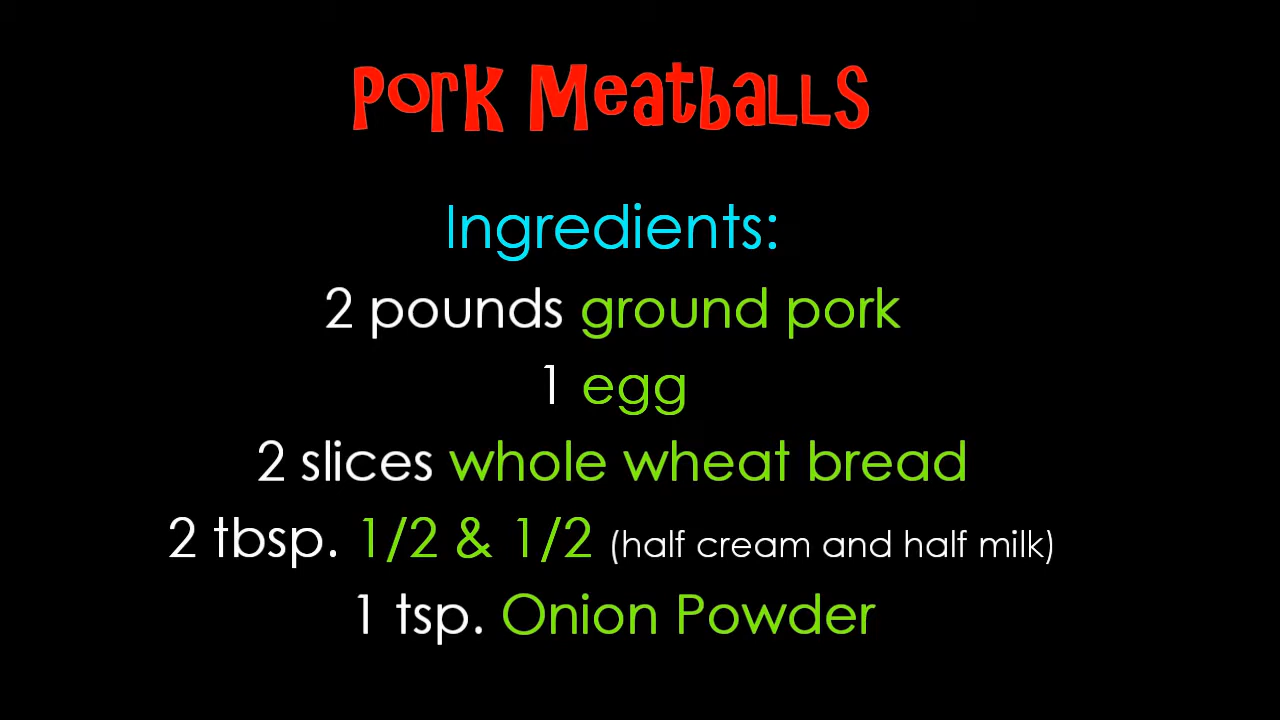 Pork Meatballs
Ingredients:
2 pounds ground pork
1 egg
2 slices whole wheat bread
2 tbsp. 1/2 & 1/2 (half cream and half milk)
1 tsp. Onion Powder